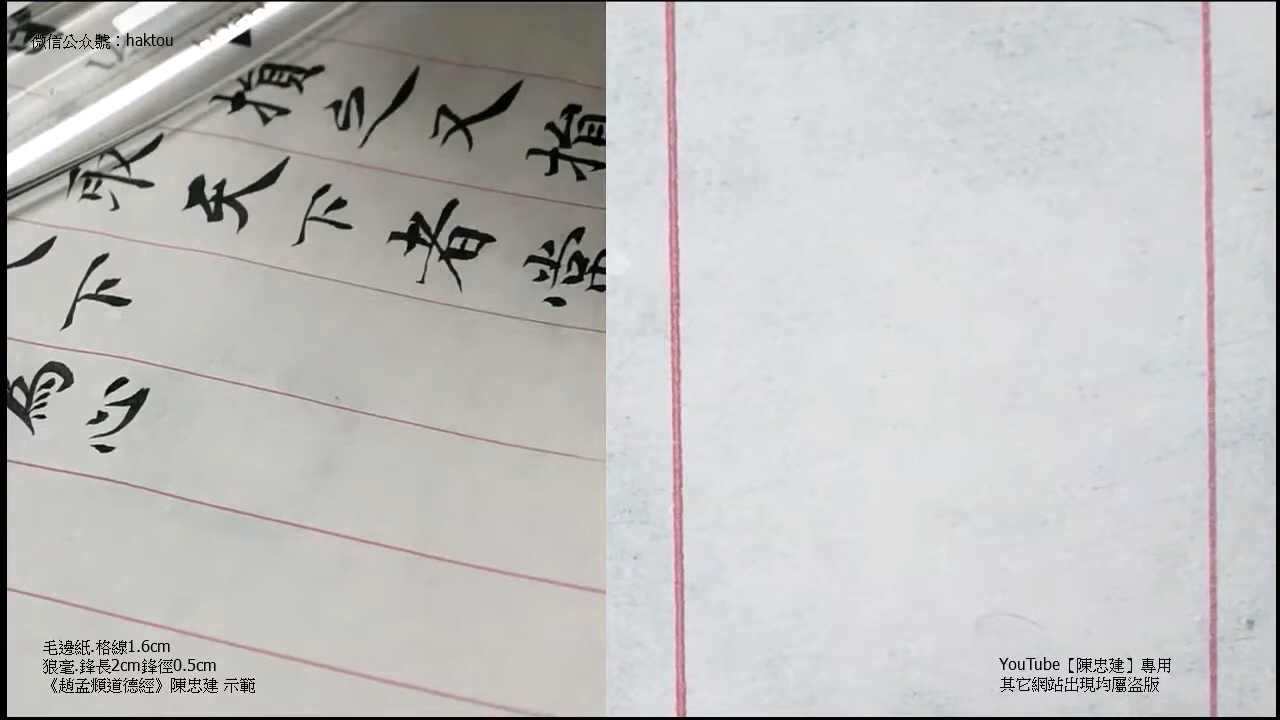 微信公众號：haktou
損之又損
取天下者常
下
為心
毛邊紙.格線1.6cm
狼毫.鋒長2cm鋒徑0.5cm
《趙孟頫道德經》陳忠建 示範
YouTube［陳忠建］專用
其它網站出現均屬盜版